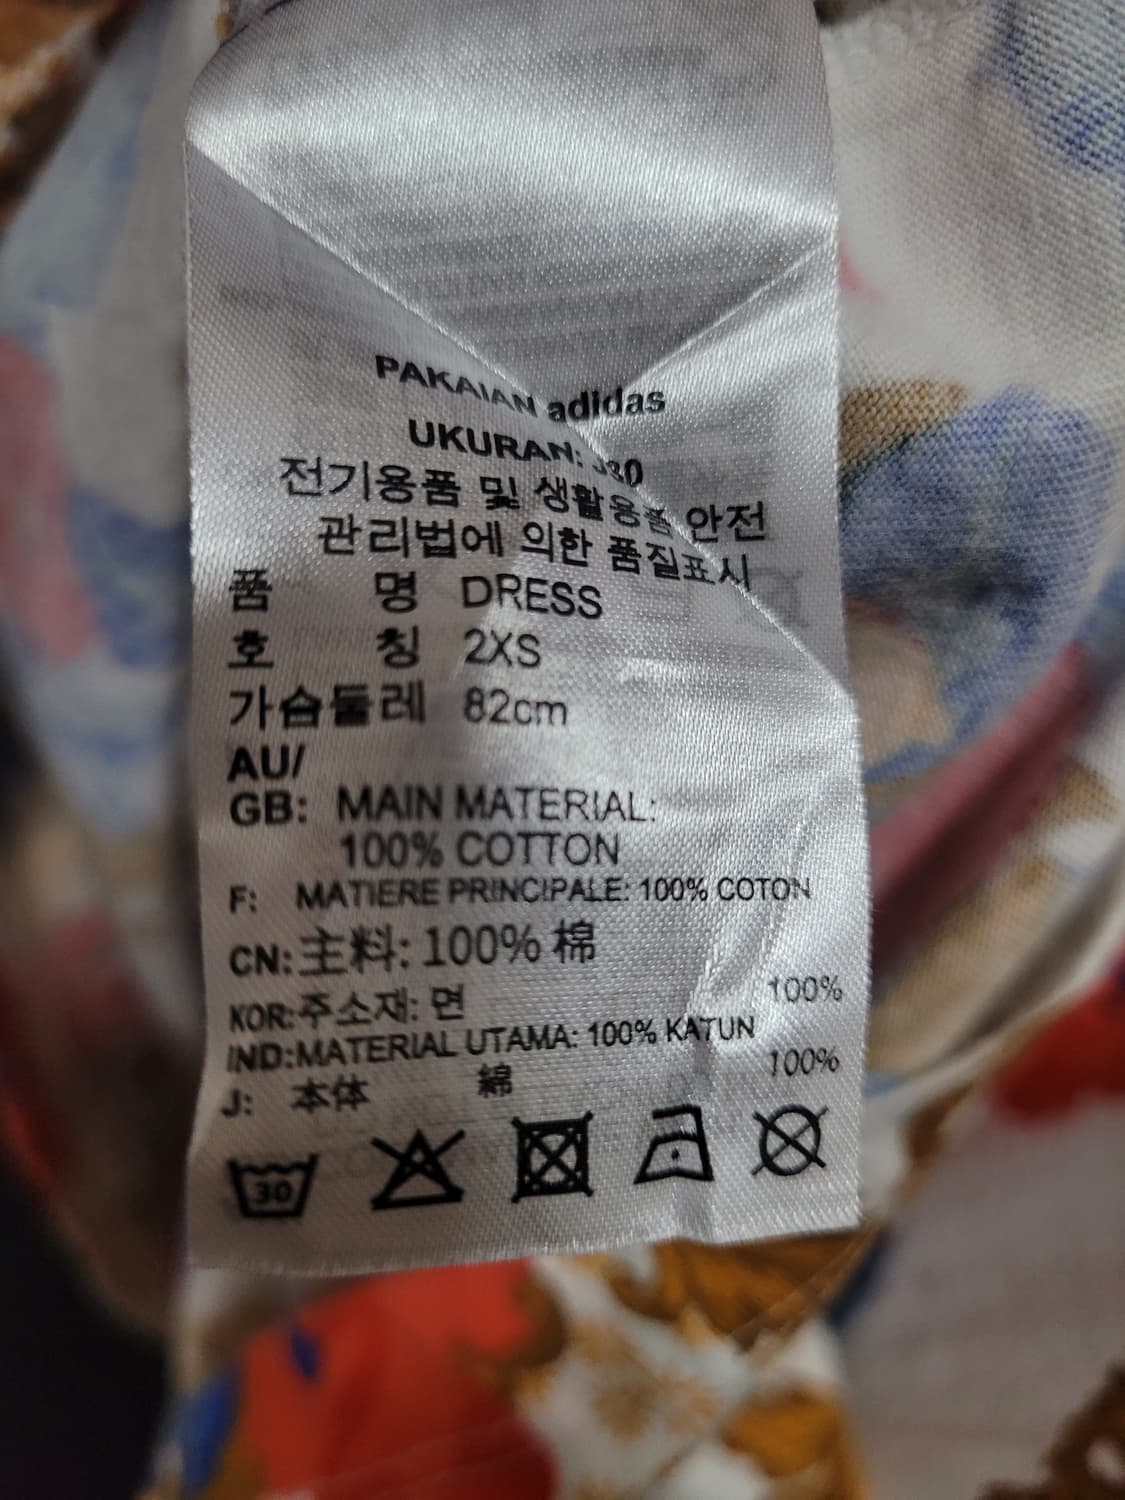 PAKAIAN adidas
UKURAN:
전기용품 및 생활용품 안전
관리법에 의한 품질표시
품 명 DRESS
호 칭 2XS
가슴둘레 82cm
AU/
GB: MAIN MATERIAL:
100% COTTON
F: MATIERE PRINCIPALE: 100% COTON
CN: 主料: 100% 棉
KOR: 주소재: 면 100%
IND: MATERIAL UTAMA: 100% KATUN
J: 本体 綿 100%
30